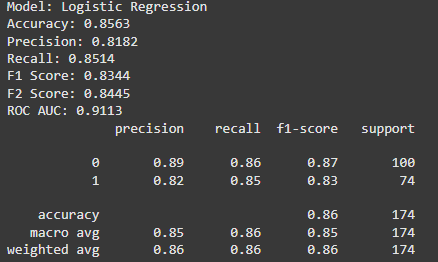 Model: Logistic Regression
Accuracy: 0.8563
Precision: 0.8182
Recall: 0.8514
F1 Score: 0.8344
F2 Score: 0.8445
ROC AUC: 0.9113
precision recall f1-score support
0 0.89 0.86 0.87 100
1 0.82 0.85 0.83 74
accuracy 0.86 174
macro avg 0.85 0.86 0.85 174
weighted avg 0.86 0.86 0.86 174